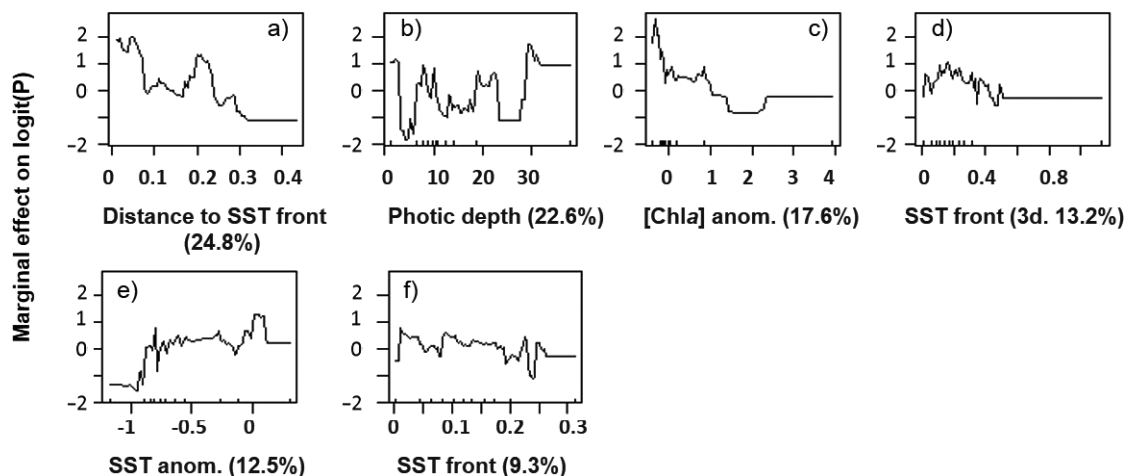 Marginal effect on logit(P)
a)
2
1
0
−2
0 0.1 0.2 0.3 0.4
Distance to SST front
(24.8%)
b)
2
1
0
−2
0 10 20 30
Photic depth (22.6%)
c)
2
1
0
−2
0 1 2 3 4
[Chla] anom. (17.6%)
d)
2
1
0
−2
0 0.4 0.8
SST front (3d. 13.2%)
e)
2
1
0
−2
-1 -0.5 0
SST anom. (12.5%)
f)
2
1
0
−2
0 0.1 0.2 0.3
SST front (9.3%)